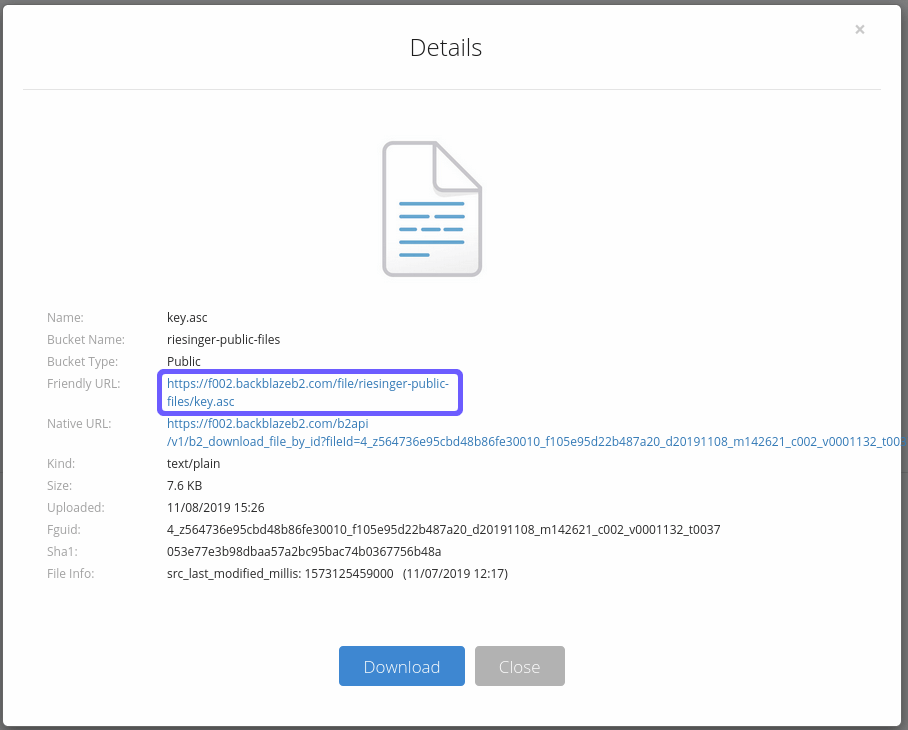 ×
Details
Name: key.asc
Bucket Name: riesinger-public-files
Bucket Type: Public
Friendly URL: https://f002.backblazeb2.com/file/riesinger-public-
files/key.asc
Native URL: https://f002.backblazeb2.com/b2api
/v1/b2_download_file_by_id?fileId=4_z564736e95cbd48b86fe30010_f105e95d22b487a20_d20191108_m142621_c002_v0001132_t00
Kind: text/plain
Size: 7.6 KB
Uploaded: 11/08/2019 15:26
Fguid: 4_z564736e95cbd48b86fe30010_f105e95d22b487a20_d20191108_m142621_c002_v0001132_t0037
Sha1: 053e77e3b98dbaa57a2bc95bac74b0367756b48a
File Info: src_last_modified_millis: 1573125459000 (11/07/2019 12:17)
Download Close